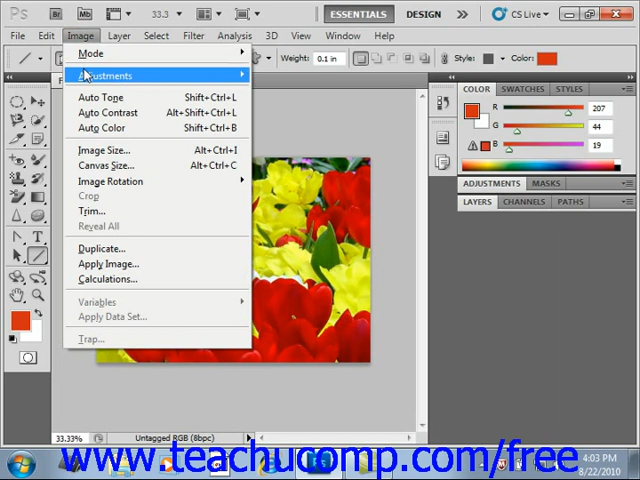 Ps
Br
Mb
33.3
ESSENTIALS
DESIGN
CS Live
File Edit Image Layer Select Filter Analysis 3D View Window Help
Weight: 0.1 in
Style:
Color:
Mode
Adjustments
Auto Tone Shift+Ctrl+L
Auto Contrast Alt+Shift+Ctrl+L
Auto Color Shift+Ctrl+B
Image Size... Alt+Ctrl+I
Canvas Size... Alt+Ctrl+C
Image Rotation
Crop
Trim...
Reveal All
Duplicate...
Apply Image...
Calculations...
Variables
Apply Data Set...
Trap...
COLOR SWATCHES STYLES
R 207
G 44
B 19
ADJUSTMENTS MASKS
LAYERS CHANNELS PATHS
33.33% Untagged RGB (8bpc)
www.teachucomp.com/free
4:03 PM
8/22/2010